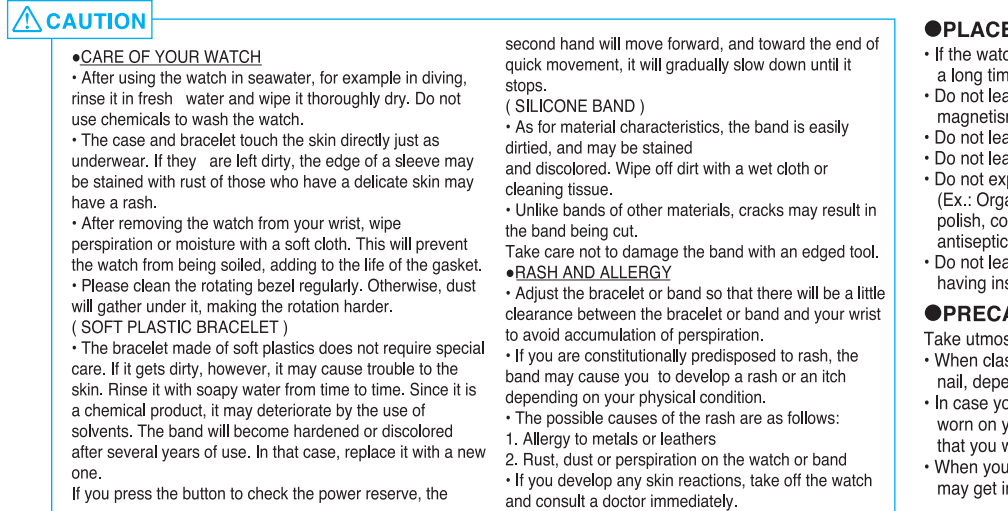 CAUTION
●CARE OF YOUR WATCH
• After using the watch in seawater, for example in diving,
rinse it in fresh water and wipe it thoroughly dry. Do not
use chemicals to wash the watch.
• The case and bracelet touch the skin directly just as
underwear. If they are left dirty, the edge of a sleeve may
be stained with rust of those who have a delicate skin may
have a rash.
• After removing the watch from your wrist, wipe
perspiration or moisture with a soft cloth. This will prevent
the watch from being soiled, adding to the life of the gasket.
• Please clean the rotating bezel regularly. Otherwise, dust
will gather under it, making the rotation harder.
( SOFT PLASTIC BRACELET )
• The bracelet made of soft plastics does not require special
care. If it gets dirty, however, it may cause trouble to the
skin. Rinse it with soapy water from time to time. Since it is
a chemical product, it may deteriorate by the use of
solvents. The band will become hardened or discolored
after several years of use. In that case, replace it with a new
one.
If you press the button to check the power reserve, the
second hand will move forward, and toward the end of
quick movement, it will gradually slow down until it
stops.
( SILICONE BAND )
• As for material characteristics, the band is easily
dirtied, and may be stained
and discolored. Wipe off dirt with a wet cloth or
cleaning tissue.
• Unlike bands of other materials, cracks may result in
the band being cut.
Take care not to damage the band with an edged tool.
●RASH AND ALLERGY
• Adjust the bracelet or band so that there will be a little
clearance between the bracelet or band and your wrist
to avoid accumulation of perspiration.
• If you are constitutionally predisposed to rash, the
band may cause you to develop a rash or an itch
depending on your physical condition.
• The possible causes of the rash are as follows:
1. Allergy to metals or leathers
2. Rust, dust or perspiration on the watch or band
• If you develop any skin reactions, take off the watch
and consult a doctor immediately.
●PLACE
• If the watc
a long tim
• Do not lea
magnetis
• Do not lea
• Do not lea
• Do not exp
(Ex.: Orga
polish, co
antiseptic
• Do not lea
having ins
●PRECA
Take utmos
• When clas
nail, depe
• In case yo
worn on y
that you w
• When you
may get i